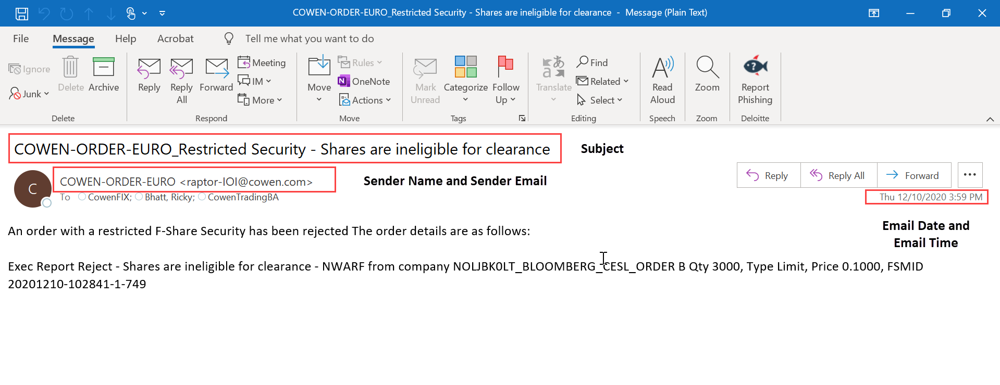 COWEN-ORDER-EURO_Restricted Security - Shares are ineligible for clearance - Message (Plain Text)
File Message Help Acrobat Tell me what you want to do
Ignore
Junk
Delete
Archive
Delete
Reply
Reply All
Forward
Meeting
IM
More
Respond
Move
Rules
OneNote
Actions
Move
Mark Unread
Categorize
Follow Up
Tags
Translate
Find
Related
Select
Editing
Read Aloud
Speech
Zoom
Zoom
Report Phishing
Deloitte
COWEN-ORDER-EURO_Restricted Security - Shares are ineligible for clearance
Subject
C
COWEN-ORDER-EURO <raptor-IOI@cowen.com>
Sender Name and Sender Email
Reply Reply All Forward
To CowenFIX; Bhatt, Ricky; CowenTradingBA
Thu 12/10/2020 3:59 PM
Email Date and
Email Time
An order with a restricted F-Share Security has been rejected The order details are as follows:
Exec Report Reject - Shares are ineligible for clearance - NWARF from company NOLJBK0LT_BLOOMBERG_CESL_ORDER B Qty 3000, Type Limit, Price 0.1000, FSMID
20201210-102841-1-749